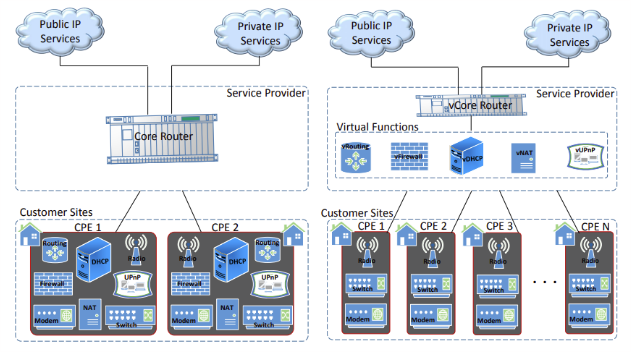 Public IP
Services
Private IP
Services
Service Provider
Core Router
Customer Sites
CPE 1
CPE 2
Routing
DHCP
Radio
Firewall
UPnP
NAT
Modem
Switch
Radio
Routing
DHCP
Firewall
UPnP
NAT
Modem
Switch
Public IP
Services
Private IP
Services
Service Provider
vCore Router
Virtual Functions
vRouting
vFirewall
vDHCP
vNAT
vUPnP
Customer Sites
CPE 1
CPE 2
CPE 3
CPE N
Radio
Radio
Radio
Radio
Switch
Switch
Switch
Switch
. . .
Modem
Modem
Modem
Modem